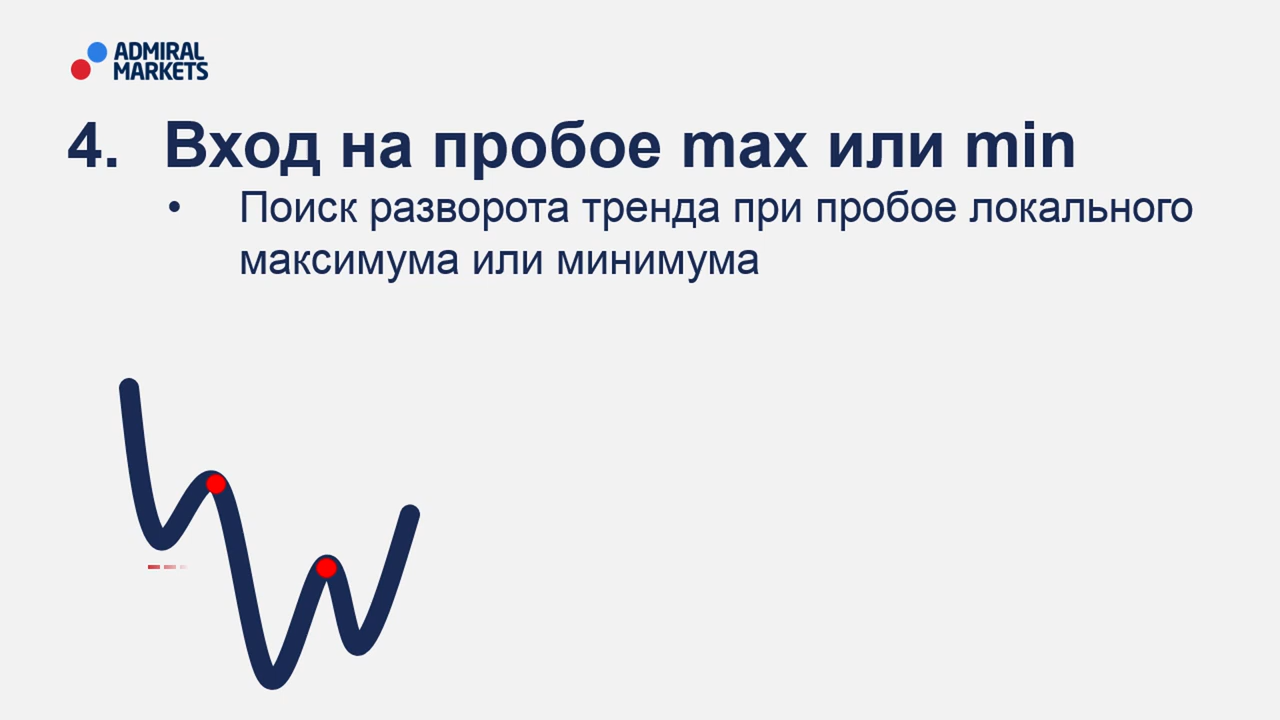 ADMIRAL
MARKETS
4. Вход на пробое max или min
• Поиск разворота тренда при пробое локального
максимума или минимума